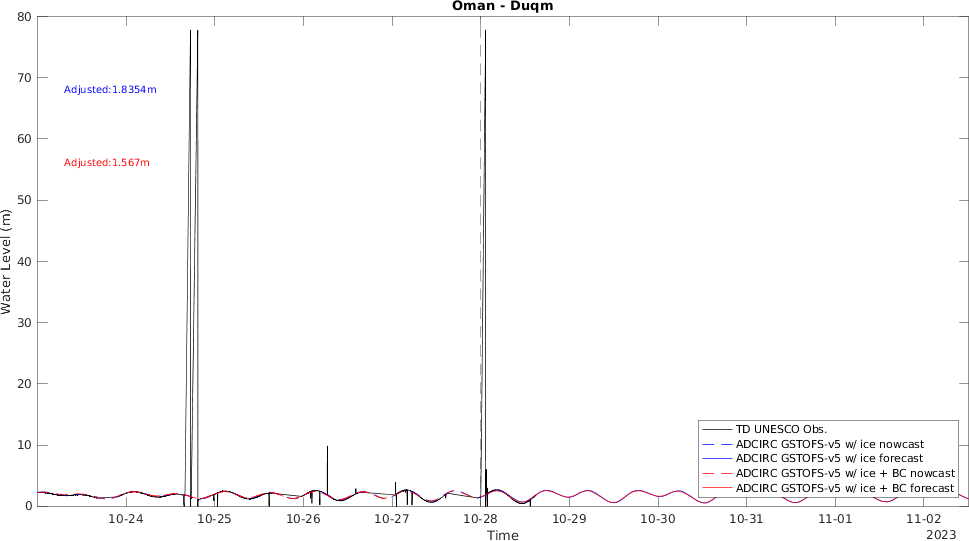 Oman - Duqm
80
70
60
50
40
30
20
10
0
Water Level (m)
Adjusted:1.8354m
Adjusted:1.567m
TD UNESCO Obs.
ADCIRC GSTOFS-v5 w/ ice nowcast
ADCIRC GSTOFS-v5 w/ ice forecast
ADCIRC GSTOFS-v5 w/ ice + BC nowcast
ADCIRC GSTOFS-v5 w/ ice + BC forecast
10-24 10-25 10-26 10-27 10-28 10-29 10-30 10-31 11-01 11-02
Time
2023